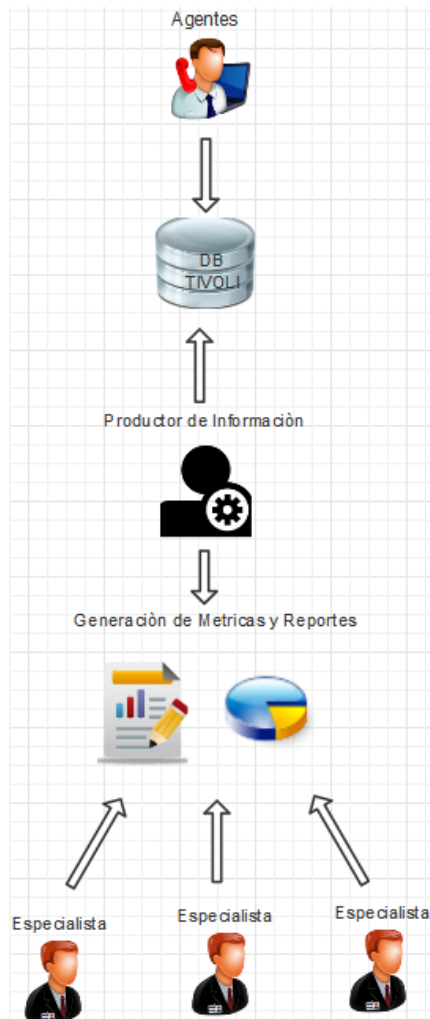 Agentes
DB
TIVOLI
Productor de Informaciòn
Generaciòn de Metricas y Reportes
Especialista
Especialista
Especialista